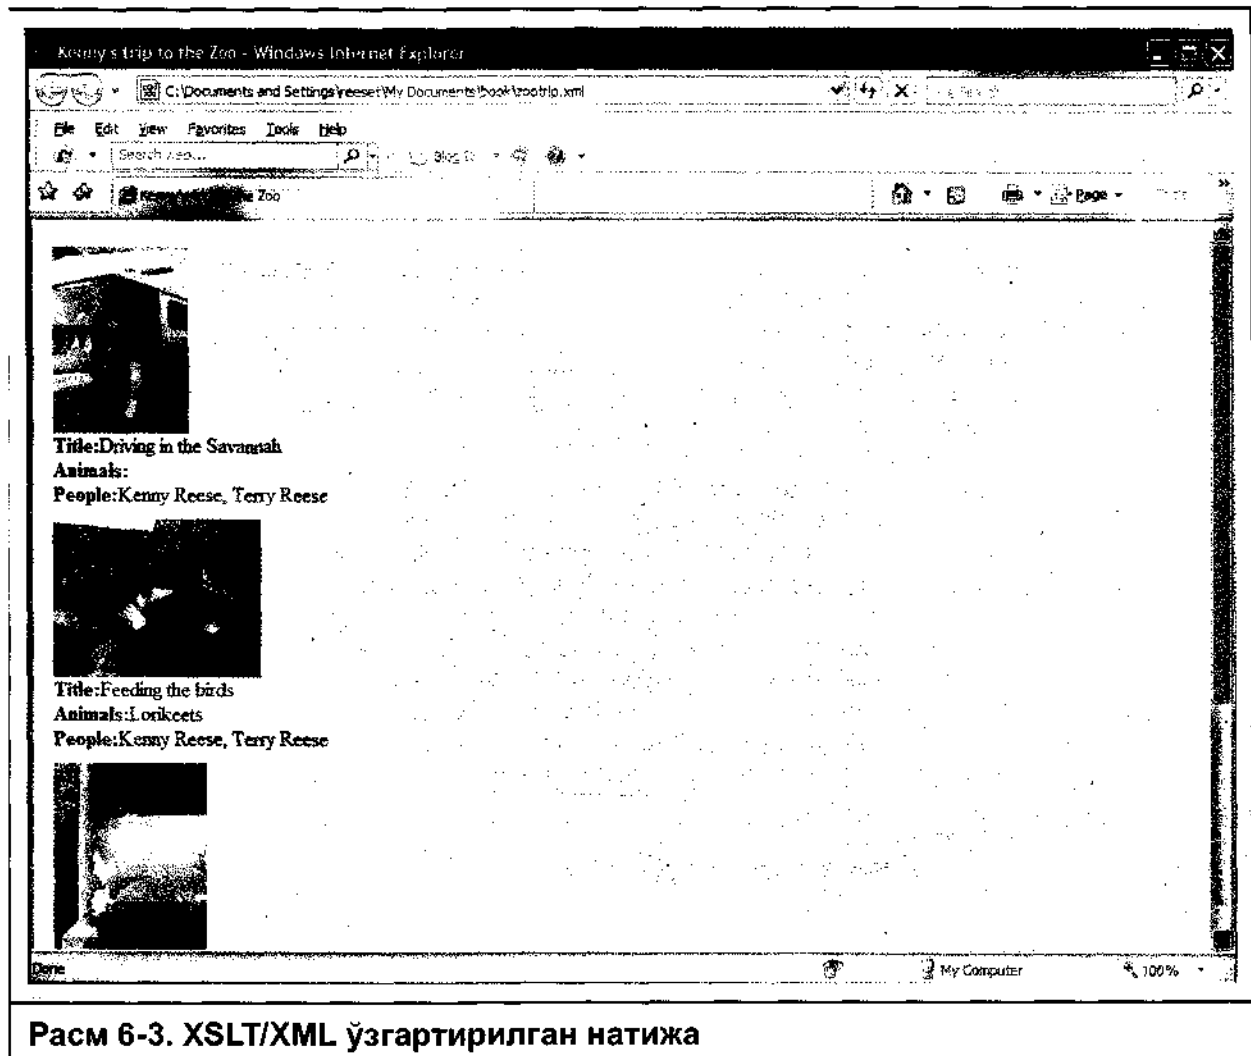 Kenny's trip to the Zoo - Windows Internet Explorer
C:\Documents and Settings\reeset\My Documents\book\zootrip.xml
File Edit View Favorites Tools Help
Search
Zoo
Page
Title:Driving in the Savannah
Animals:
People:Kenny Reese, Terry Reese
Title:Feeding the birds
Animals:Lorikeets
People:Kenny Reese, Terry Reese
Done
My Computer
100%
Расм 6-3. XSLT/XML ўзгартирилган натижа